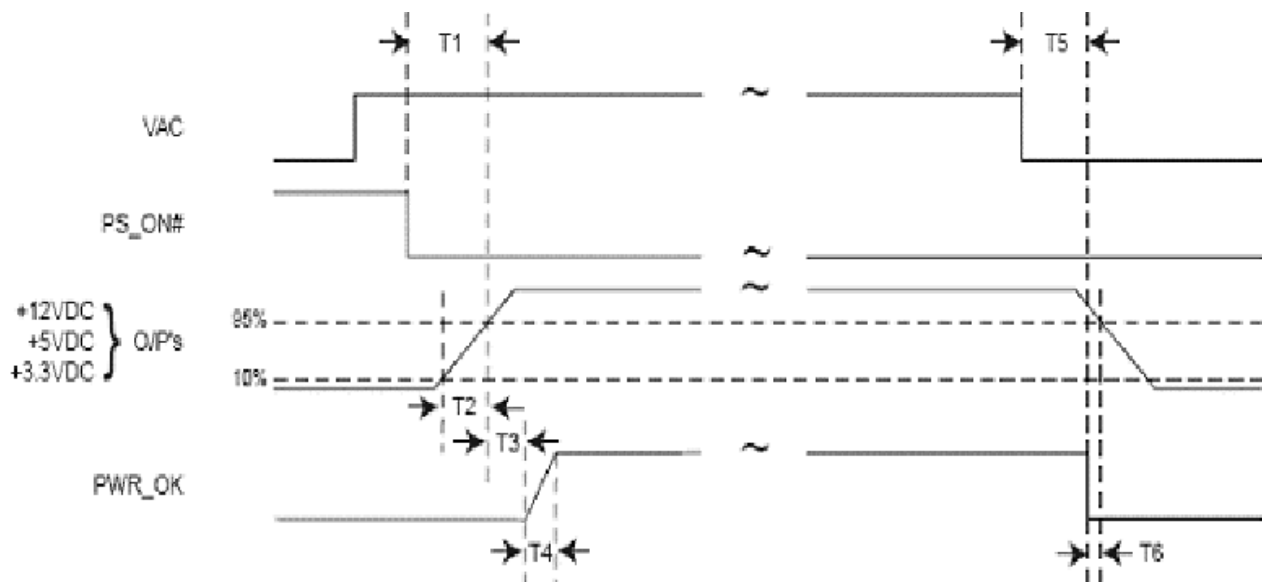 T1
T5
~
VAC
PS_ON#
~
~
+12VDC
+5VDC
+3.3VDC
} O/P's
95%
10%
T2
T3
~
PWR_OK
T4
T6